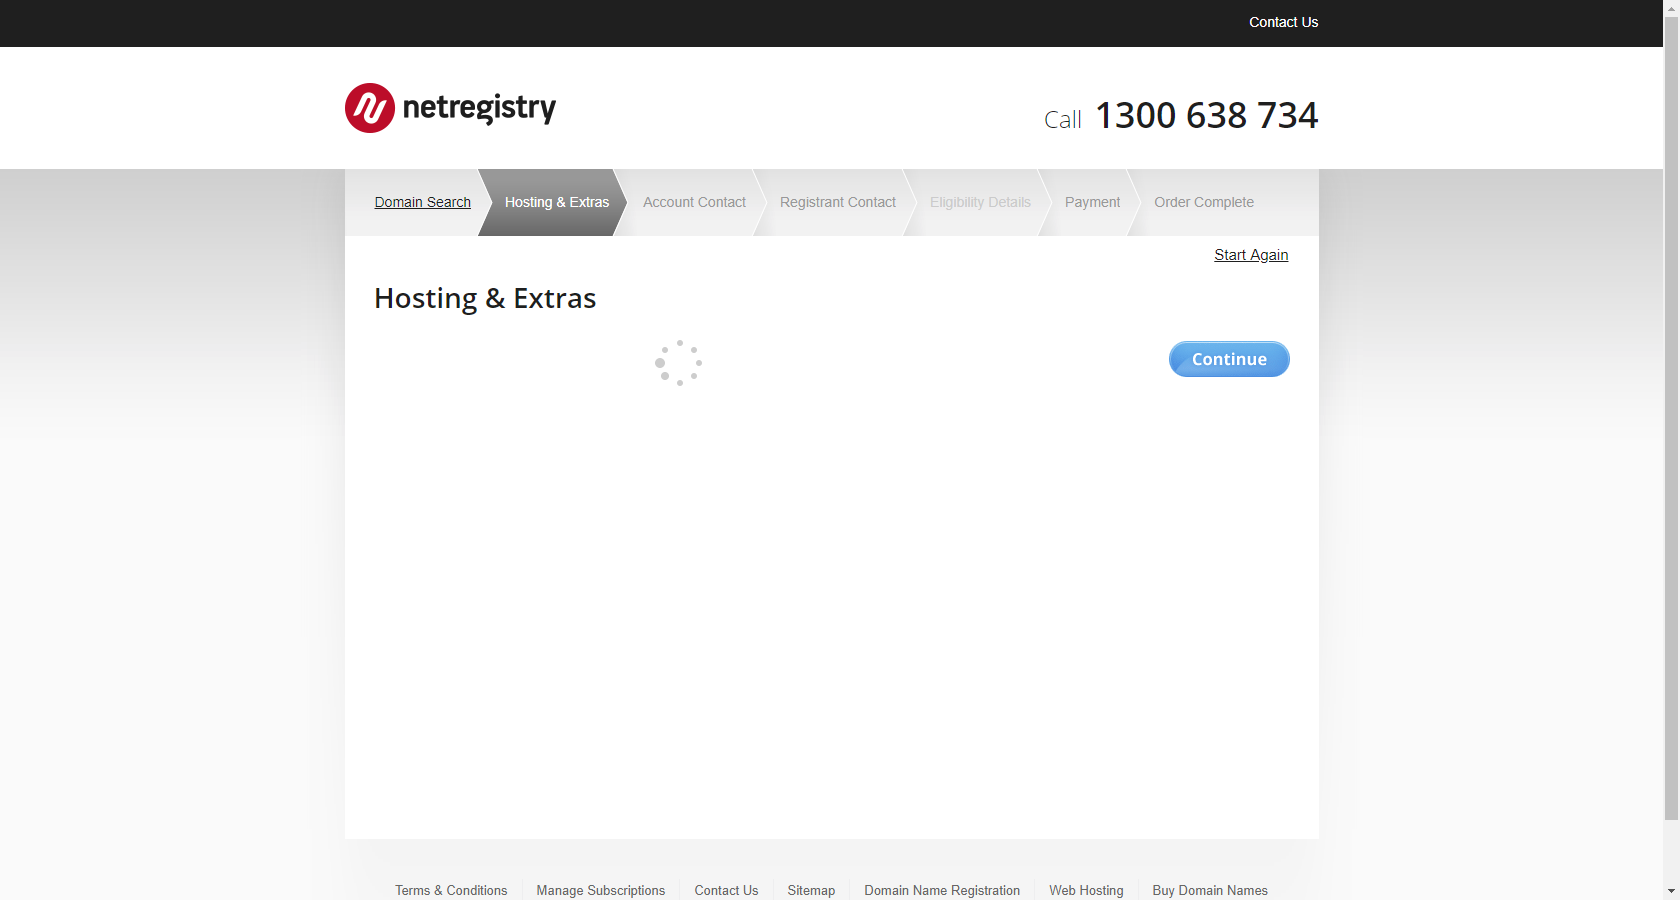 Contact Us
netregistry
Call 1300 638 734
Domain Search Hosting & Extras Account Contact Registrant Contact Eligibility Details Payment Order Complete
Start Again
Hosting & Extras
Continue
Terms & Conditions Manage Subscriptions Contact Us Sitemap Domain Name Registration Web Hosting Buy Domain Names